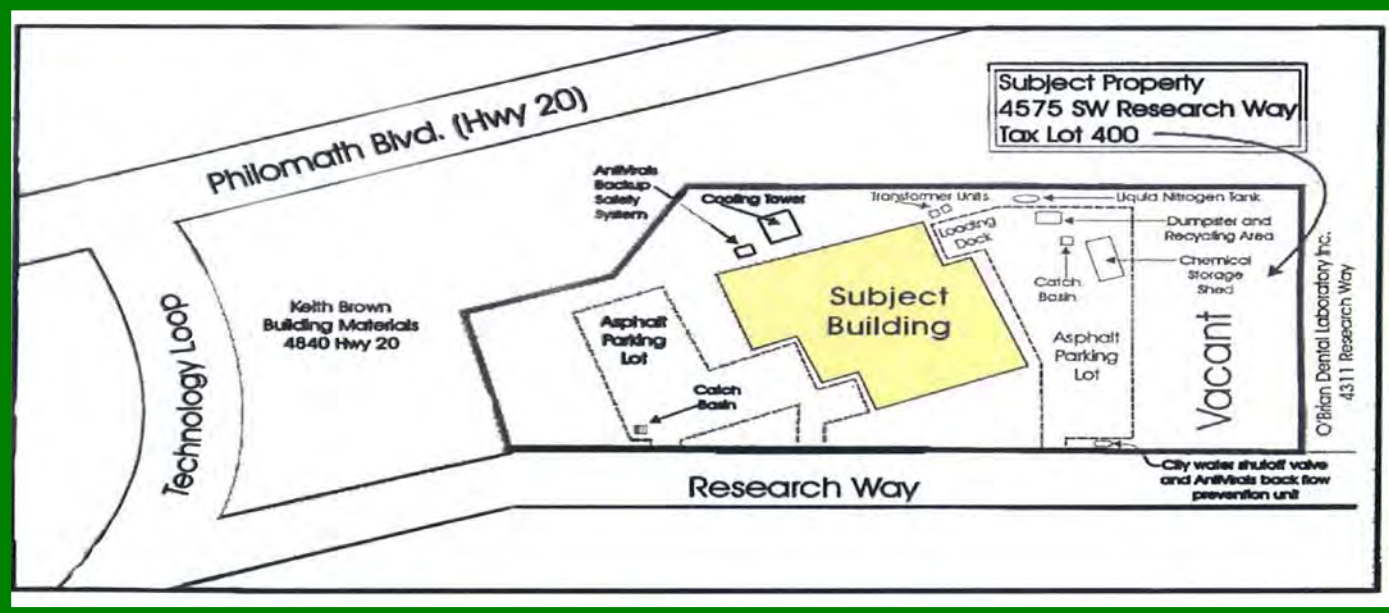 Subject Property
4575 SW Research Way
Tax Lot 400
Philomath Blvd. (Hwy 20)
AntiVirals
Backup
Safety
System
Cooling Tower
Transformer Units
Liquid Nitrogen Tank
Loading
Dock
Dumpster and
Recycling Area
Catch
Basin
Chemical
Storage
Shed
Technology Loop
Keith Brown
Building Materials
4840 Hwy 20
Asphalt
Parking
Lot
Subject
Building
Asphalt
Parking
Lot
Vacant
O'Brian Dental Laboratory Inc.
4311 Research Way
Catch
Basin
City water shutoff valve
and AntiVirals back flow
prevention unit
Research Way